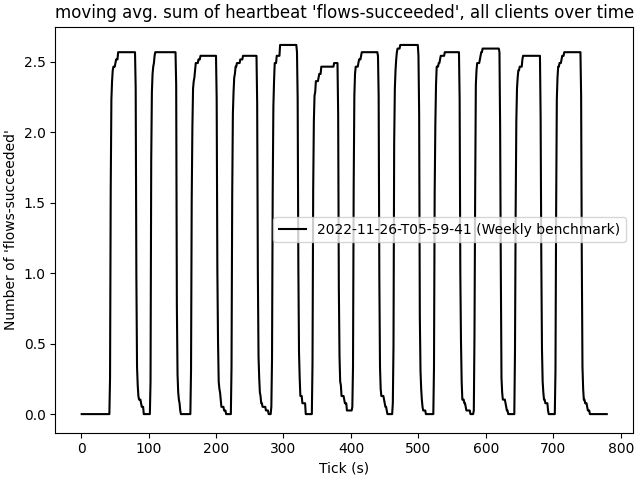 moving avg. sum of heartbeat 'flows-succeeded', all clients over time
Number of 'flows-succeeded'
2.5
2.0
1.5
1.0
0.5
0.0
2022-11-26-T05-59-41 (Weekly benchmark)
0 100 200 300 400 500 600 700 800
Tick (s)